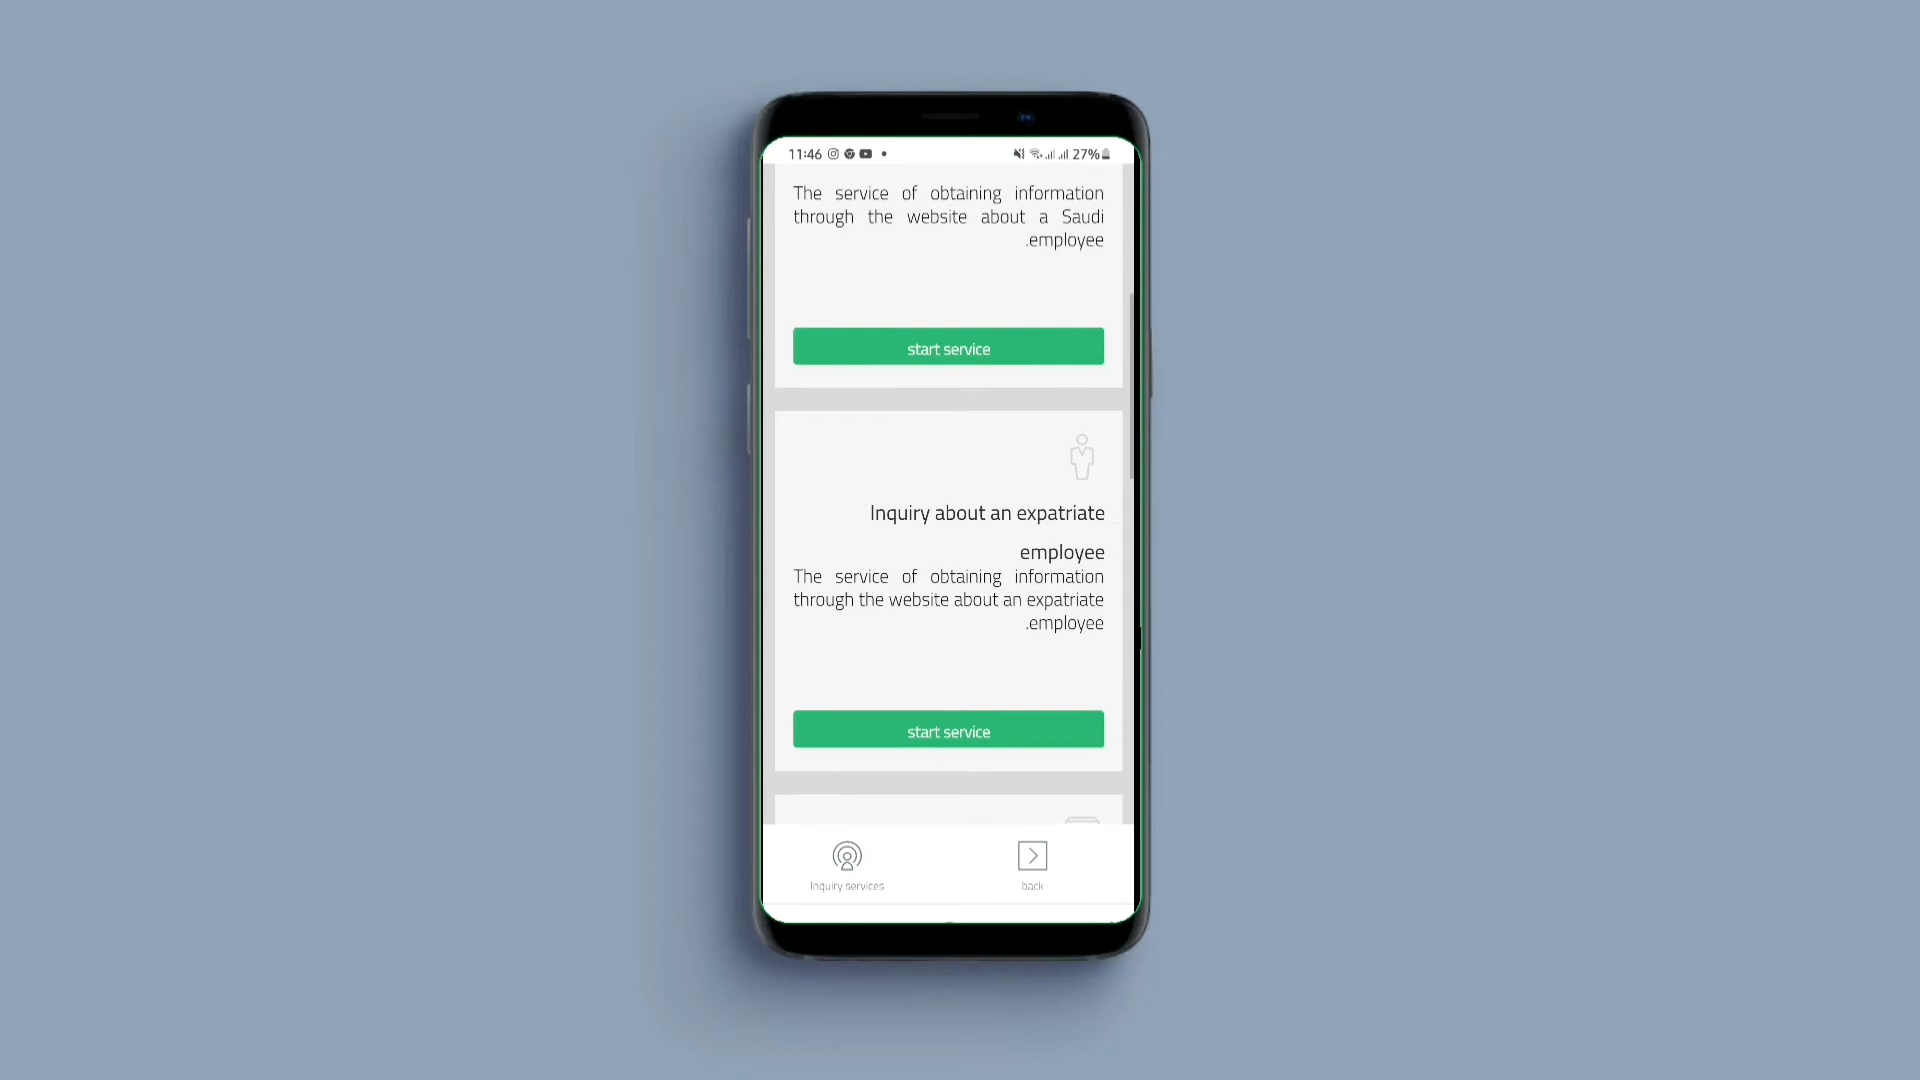 11:46
27%
The service of obtaining information
through the website about a Saudi
.employee
start service
Inquiry about an expatriate
employee
The service of obtaining information
through the website about an expatriate
.employee
start service
Inquiry services
back